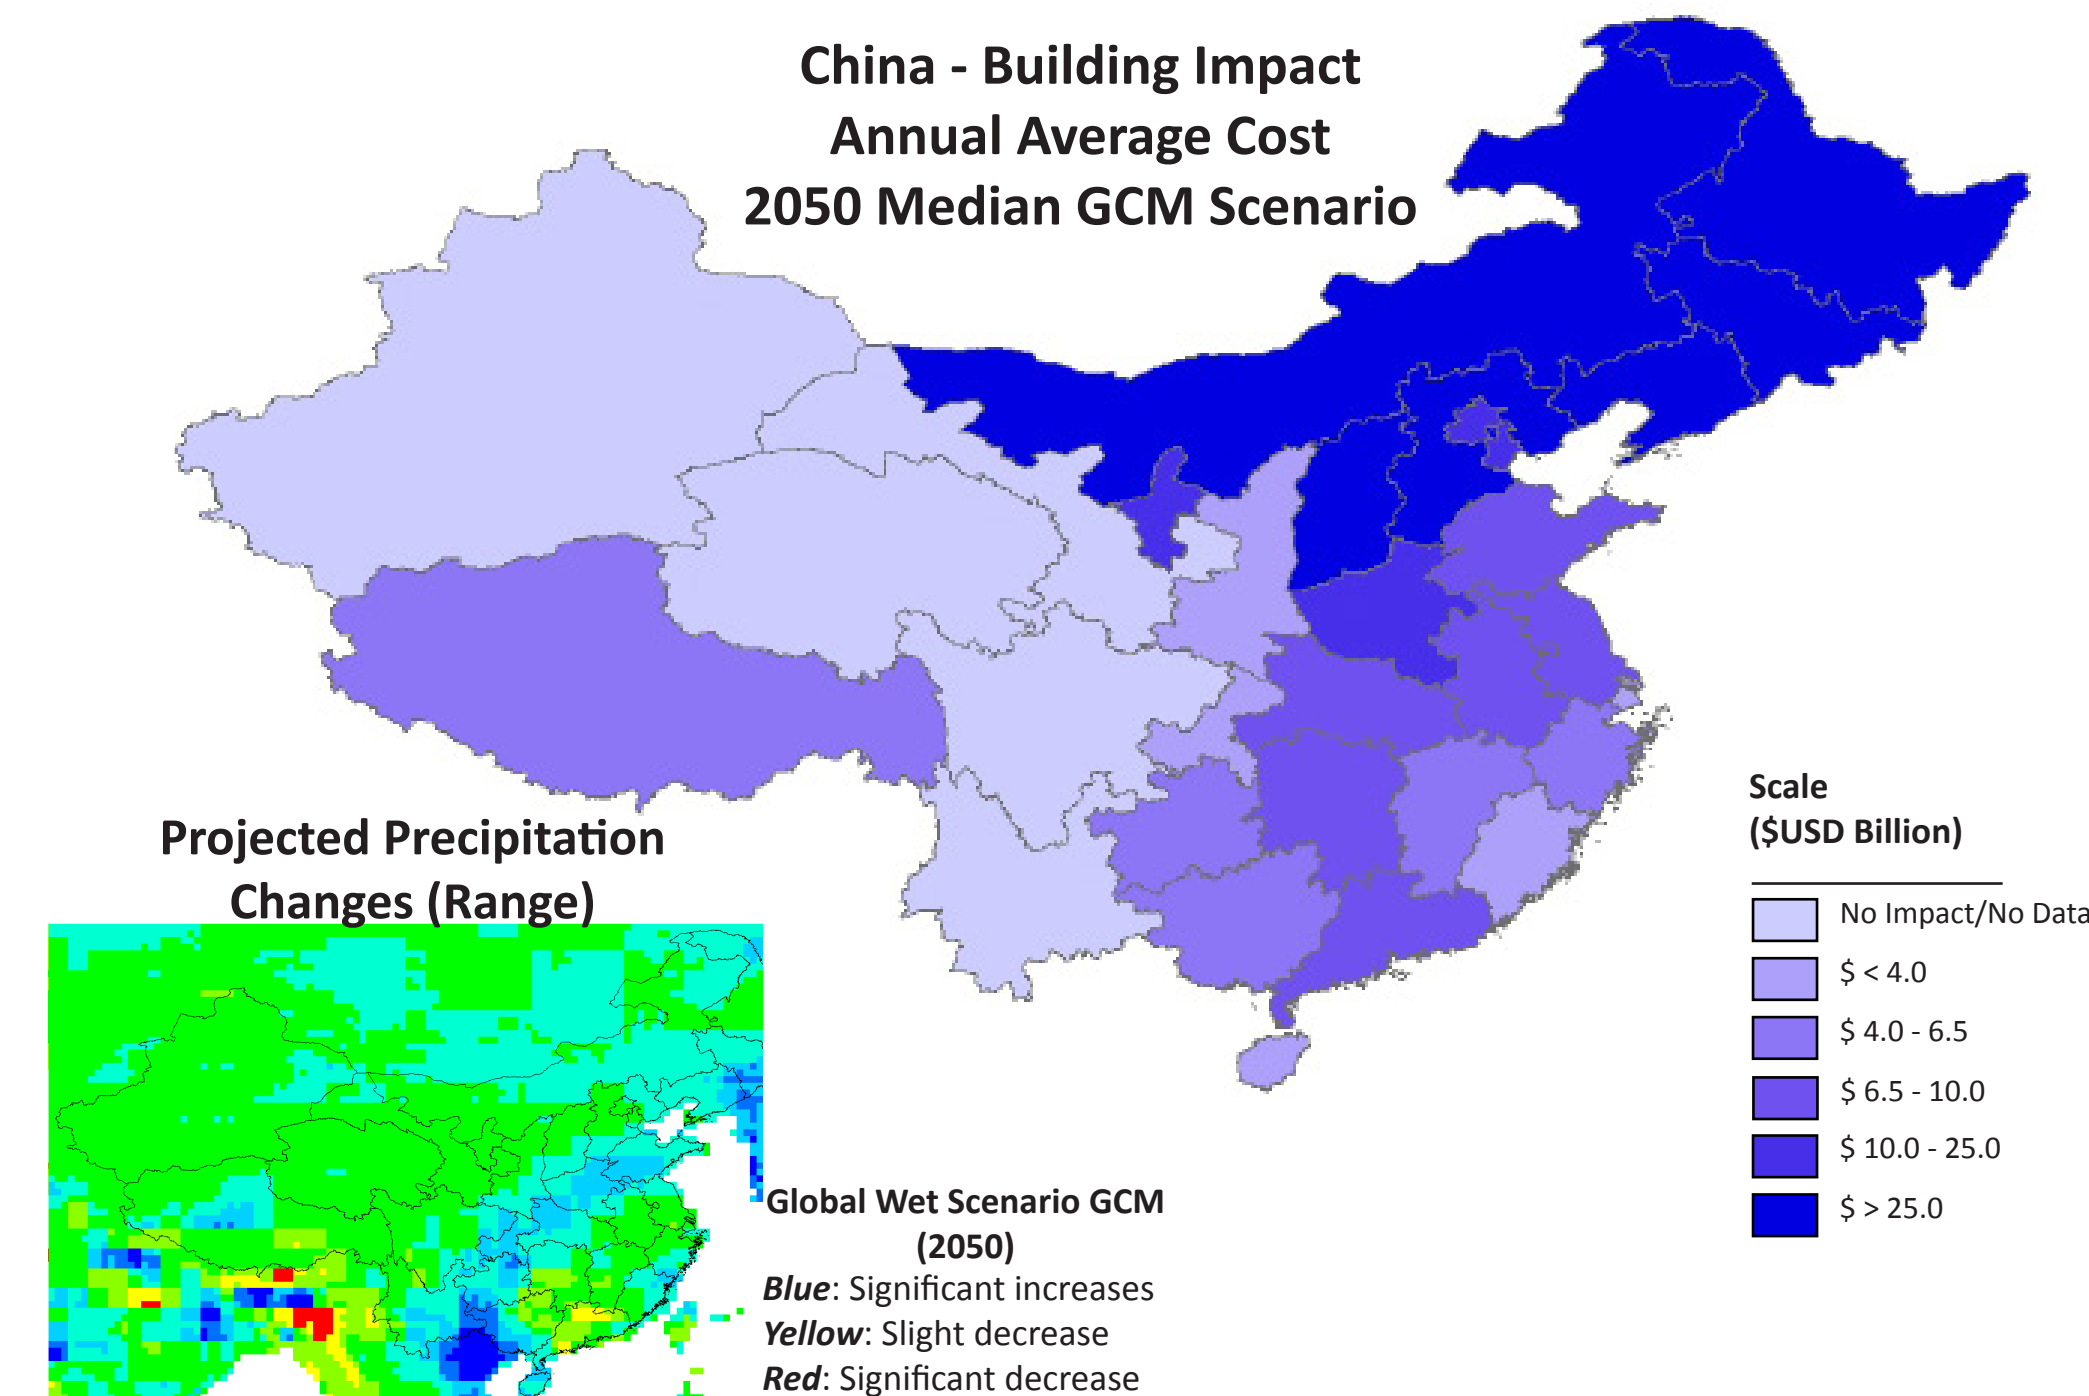 China - Building Impact
Annual Average Cost
2050 Median GCM Scenario
Projected Precipitation
Changes (Range)
Global Wet Scenario GCM
(2050)
Blue: Significant increases
Yellow: Slight decrease
Red: Significant decrease
Scale
($USD Billion)
No Impact/No Data
$ < 4.0
$ 4.0 - 6.5
$ 6.5 - 10.0
$ 10.0 - 25.0
$ > 25.0